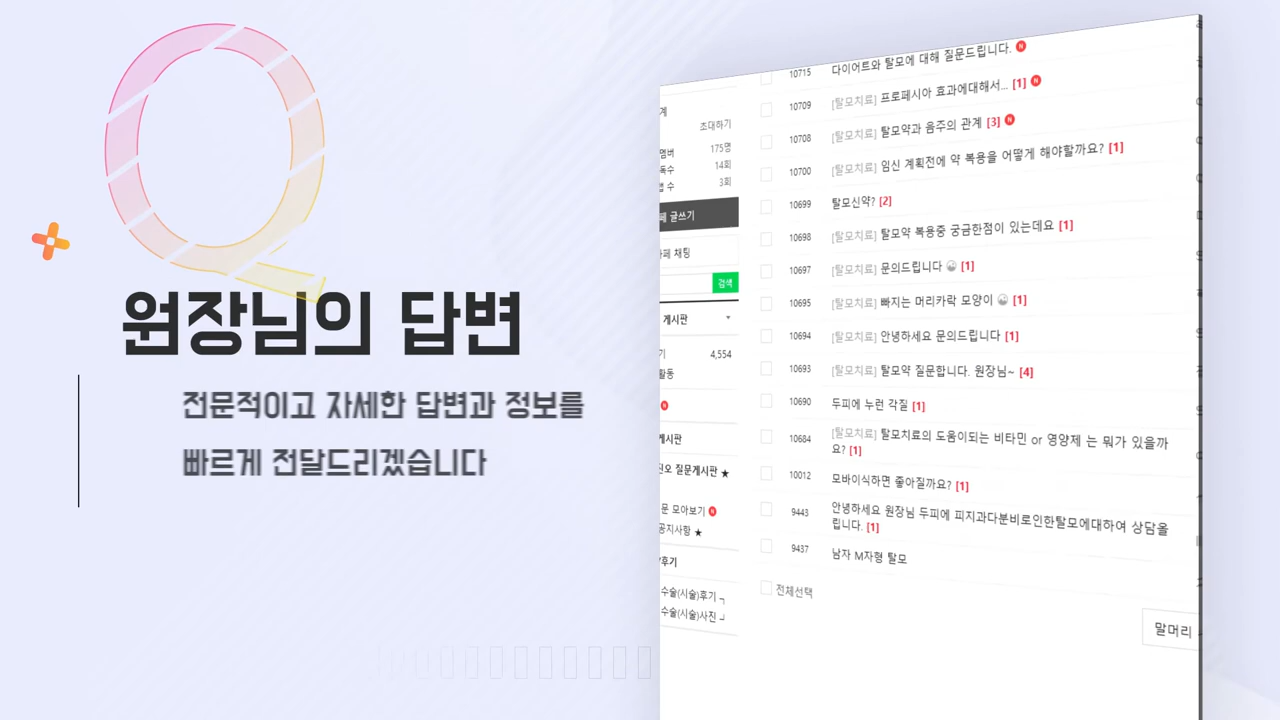 Q
원장님의 답변
전문적이고 자세한 답변과 정보를
빠르게 전달드리겠습니다
초대하기
175명
14회
3회
글쓰기
채팅
검색
게시판
4,554
활동
게시판
질문게시판 ★
모아보기 N
공지사항 ★
후기
수술(시술)후기 ┐
수술(시술)사진 ┘
10715 다이어트와 탈모에 대해 질문드립니다. N
10709 [탈모치료] 프로페시아 효과에대해서... [1] N
10708 [탈모치료] 탈모약과 음주의 관계 [3] N
10700 [탈모치료] 임신 계획전에 약 복용을 어떻게 해야할까요? [1]
10699 탈모신약? [2]
10698 [탈모치료] 탈모약 복용중 궁금한점이 있는데요 [1]
10697 [탈모치료] 문의드립니다 [1]
10695 [탈모치료] 빠지는 머리카락 모양이 [1]
10694 [탈모치료] 안녕하세요 문의드립니다 [1]
10693 [탈모치료] 탈모약 질문합니다. 원장님~ [4]
10690 두피에 누런 각질 [1]
10684 [탈모치료] 탈모치료의 도움이되는 비타민 or 영양제 는 뭐가 있을까
요? [1]
10012 모바이식하면 좋아질까요? [1]
9443 안녕하세요 원장님 두피에 피지과다분비로인한탈모에대하여 상담올
립니다. [1]
9437 남자 M자형 탈모
전체선택
말머리